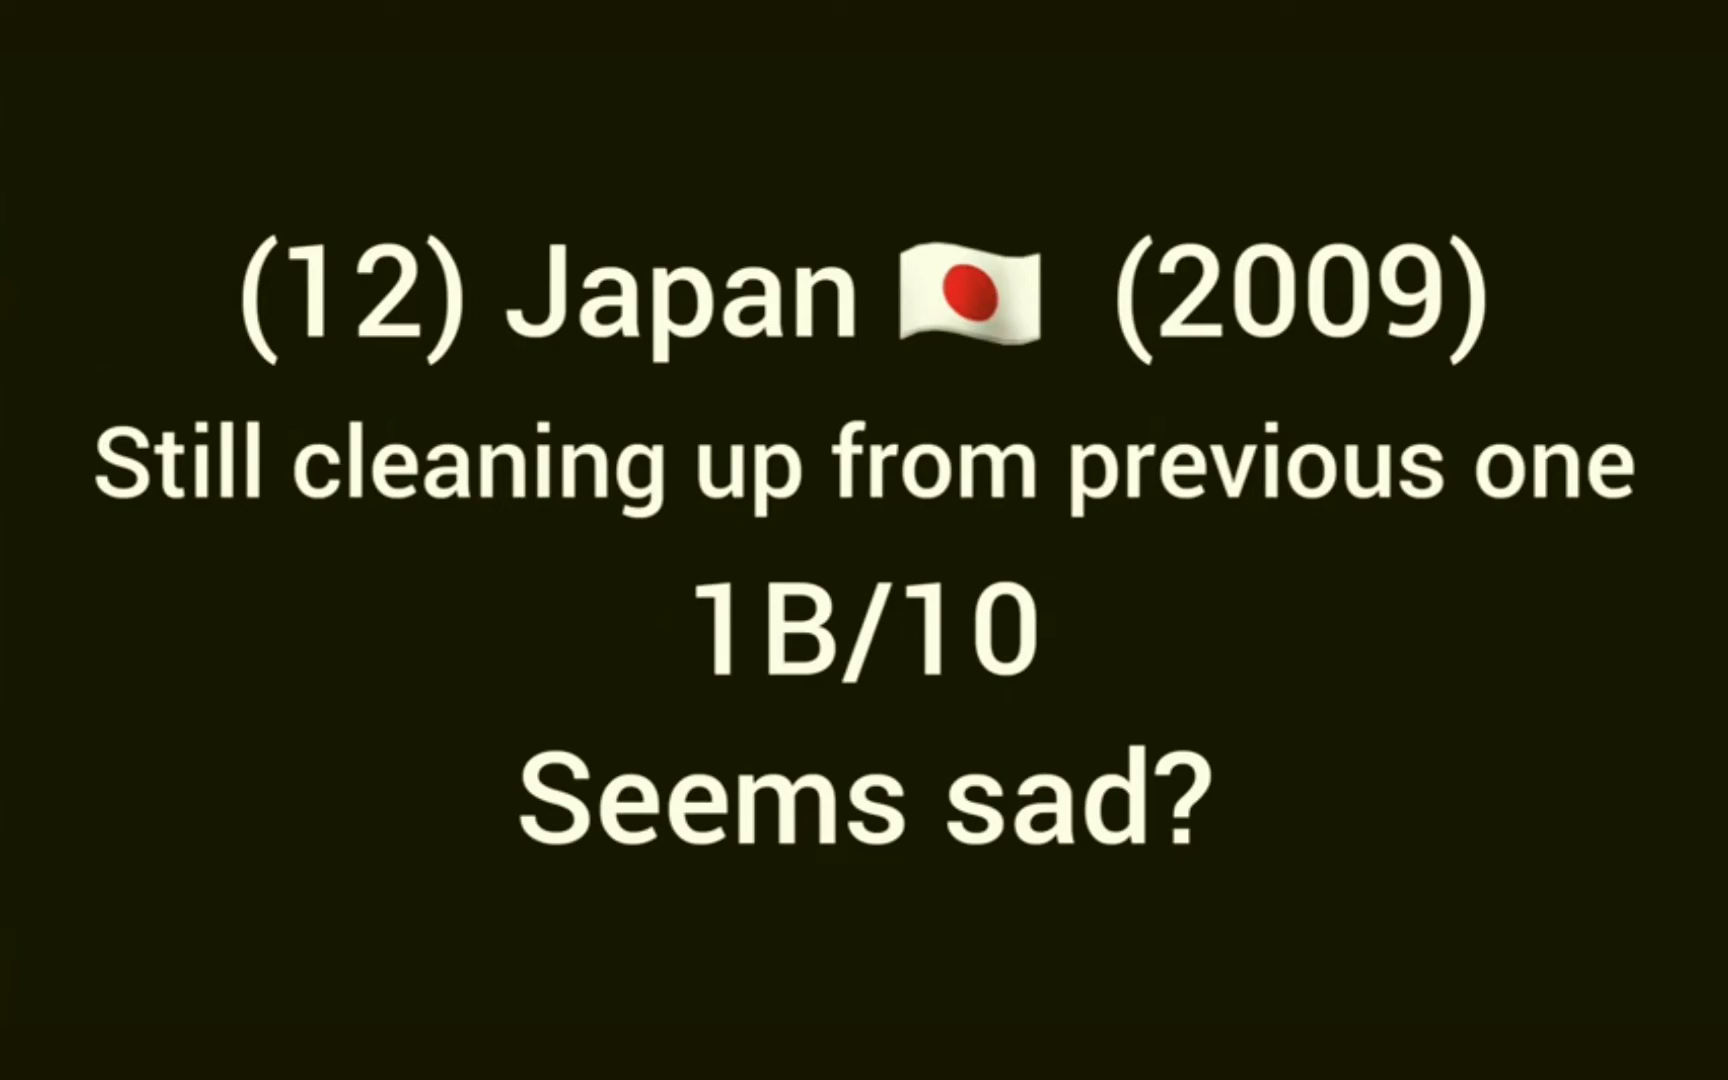 (12) Japan 🇯🇵 (2009)
Still cleaning up from previous one
1B/10
Seems sad?